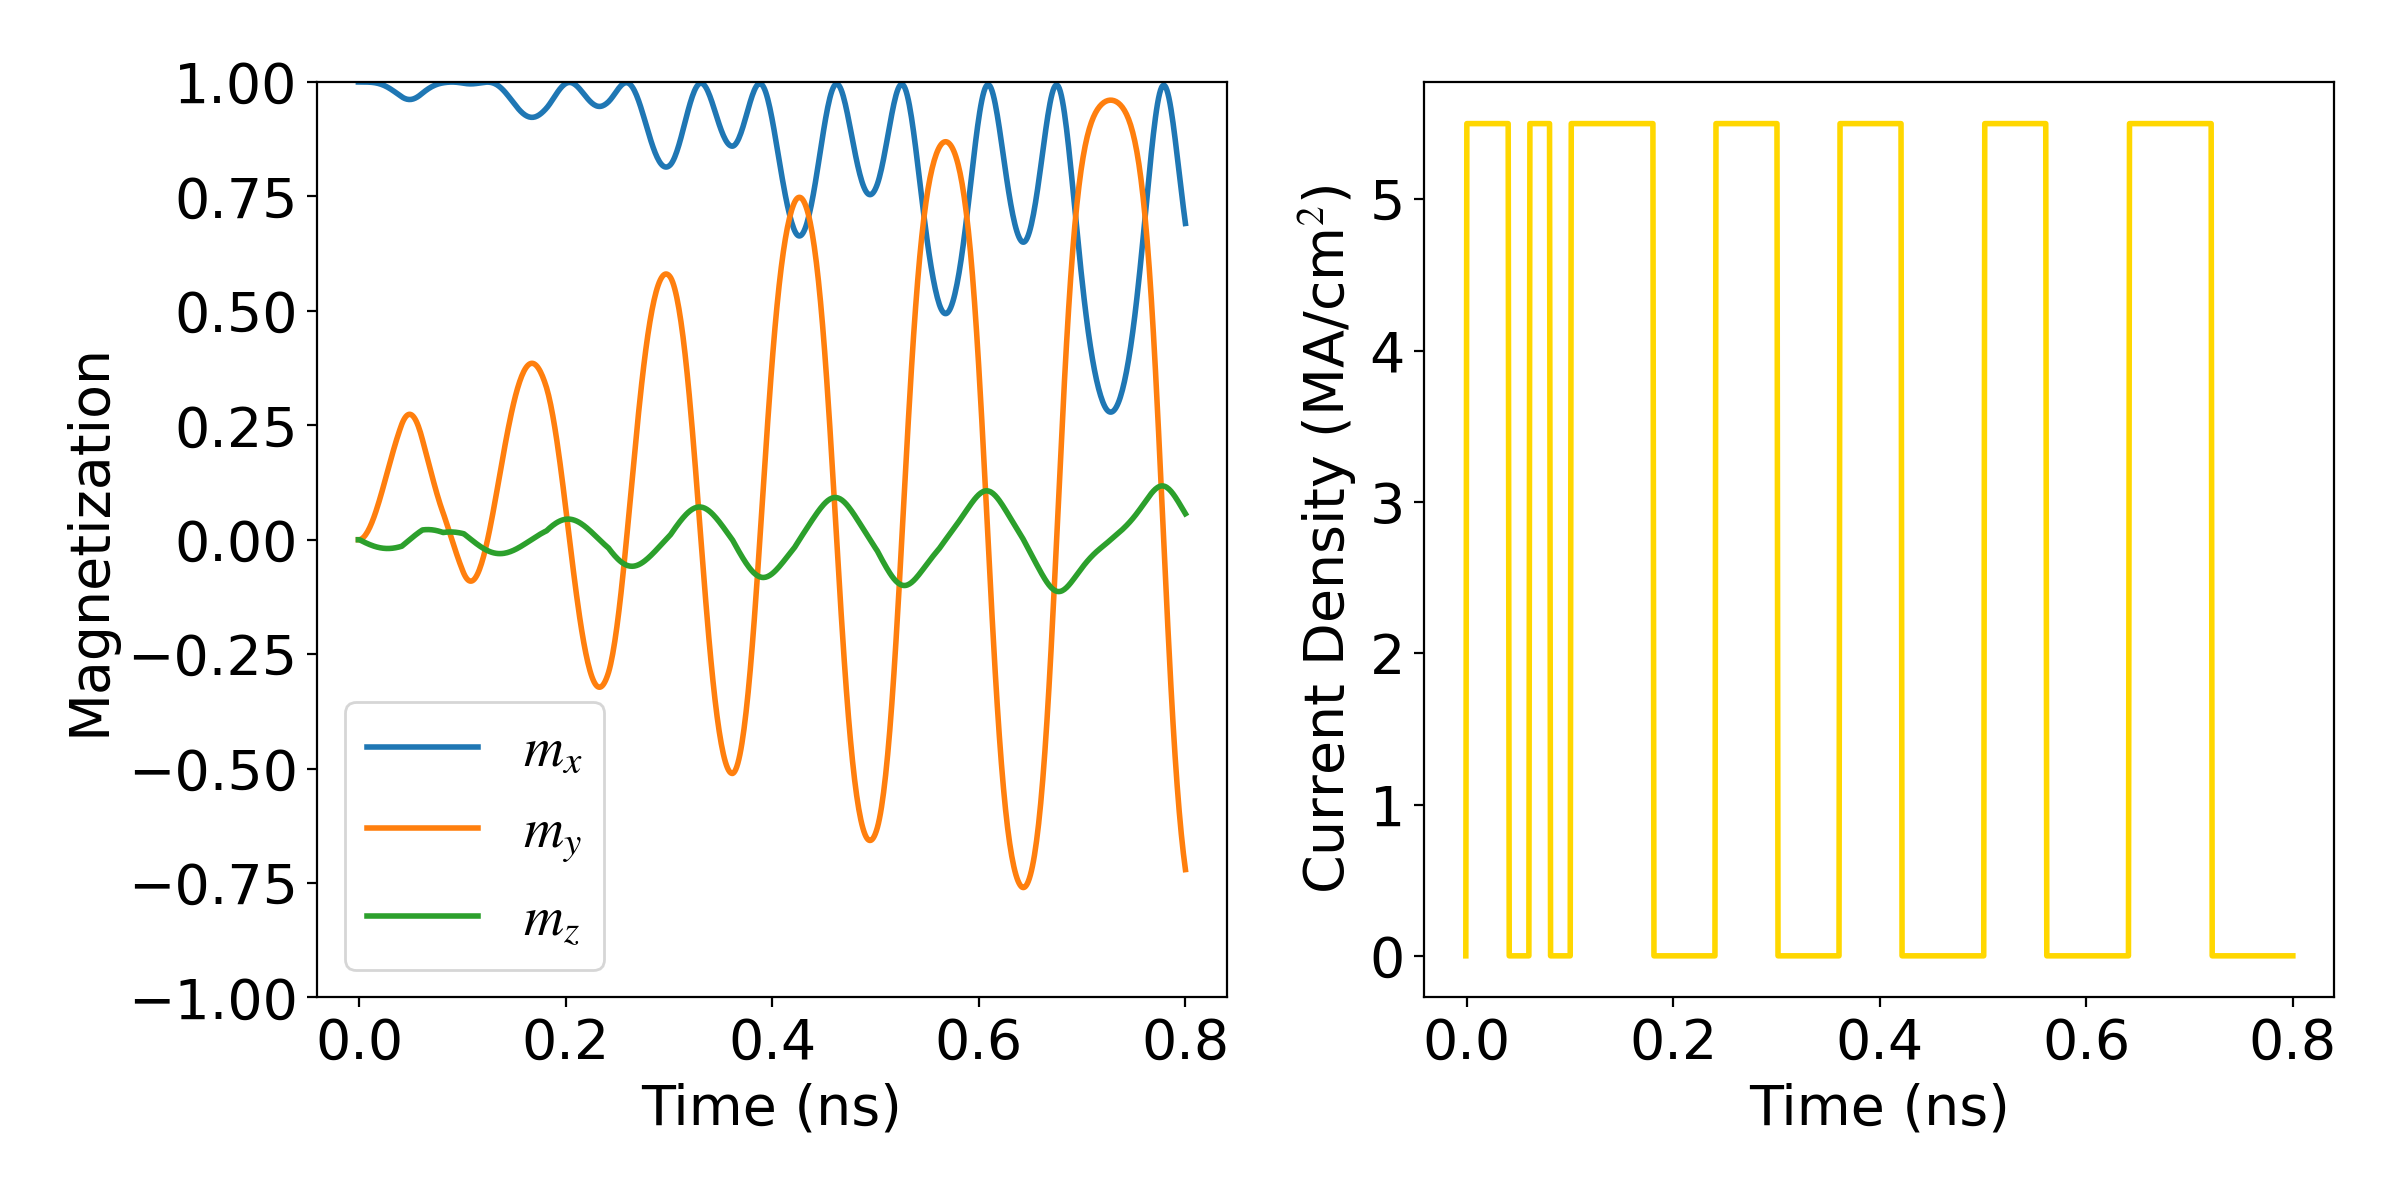 1.00
0.75
0.50
0.25
0.00
−0.25
−0.50
−0.75
−1.00
Magnetization
m_x
m_y
m_z
0.0 0.2 0.4 0.6 0.8
Time (ns)
5
4
3
2
1
0
Current Density (MA/cm²)
0.0 0.2 0.4 0.6 0.8
Time (ns)